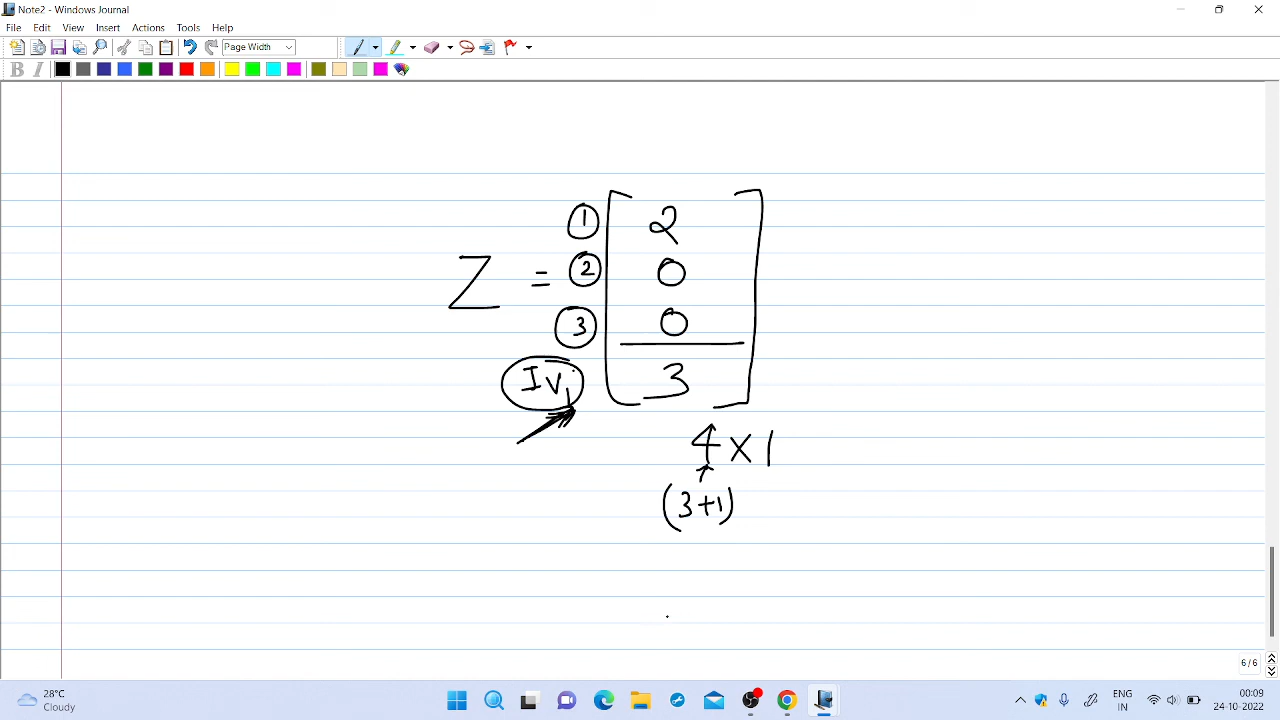 Note2 - Windows Journal
File Edit View Insert Actions Tools Help
Page Width
B I
① [ 2 ]
Z = ② 0
③ 0
Iv₁ 3
4 x 1
(3+1)
6/6
28°C
Cloudy
ENG
IN
00:09
24-10-2022